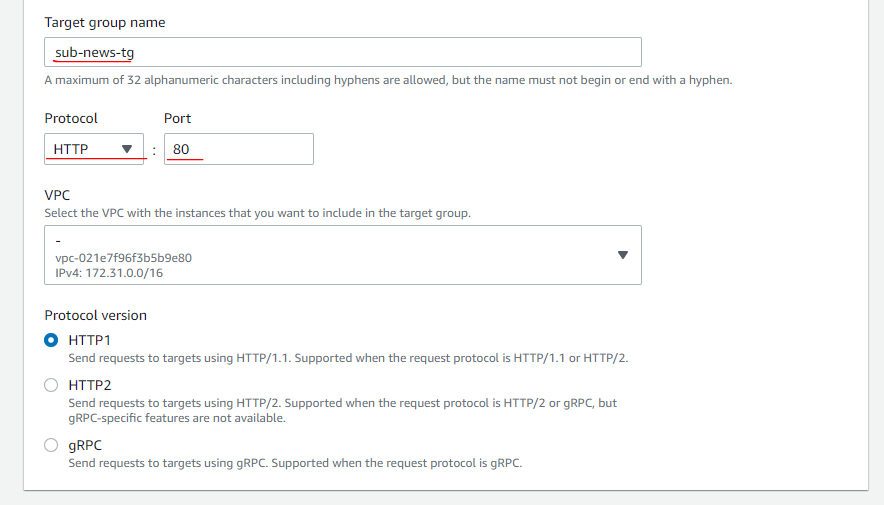 Target group name
sub-news-tg
A maximum of 32 alphanumeric characters including hyphens are allowed, but the name must not begin or end with a hyphen.
Protocol Port
HTTP : 80
VPC
Select the VPC with the instances that you want to include in the target group.
-
vpc-021e7f96f3b5b9e80
IPv4: 172.31.0.0/16
Protocol version
HTTP1
Send requests to targets using HTTP/1.1. Supported when the request protocol is HTTP/1.1 or HTTP/2.
HTTP2
Send requests to targets using HTTP/2. Supported when the request protocol is HTTP/2 or gRPC, but
gRPC-specific features are not available.
gRPC
Send requests to targets using gRPC. Supported when the request protocol is gRPC.